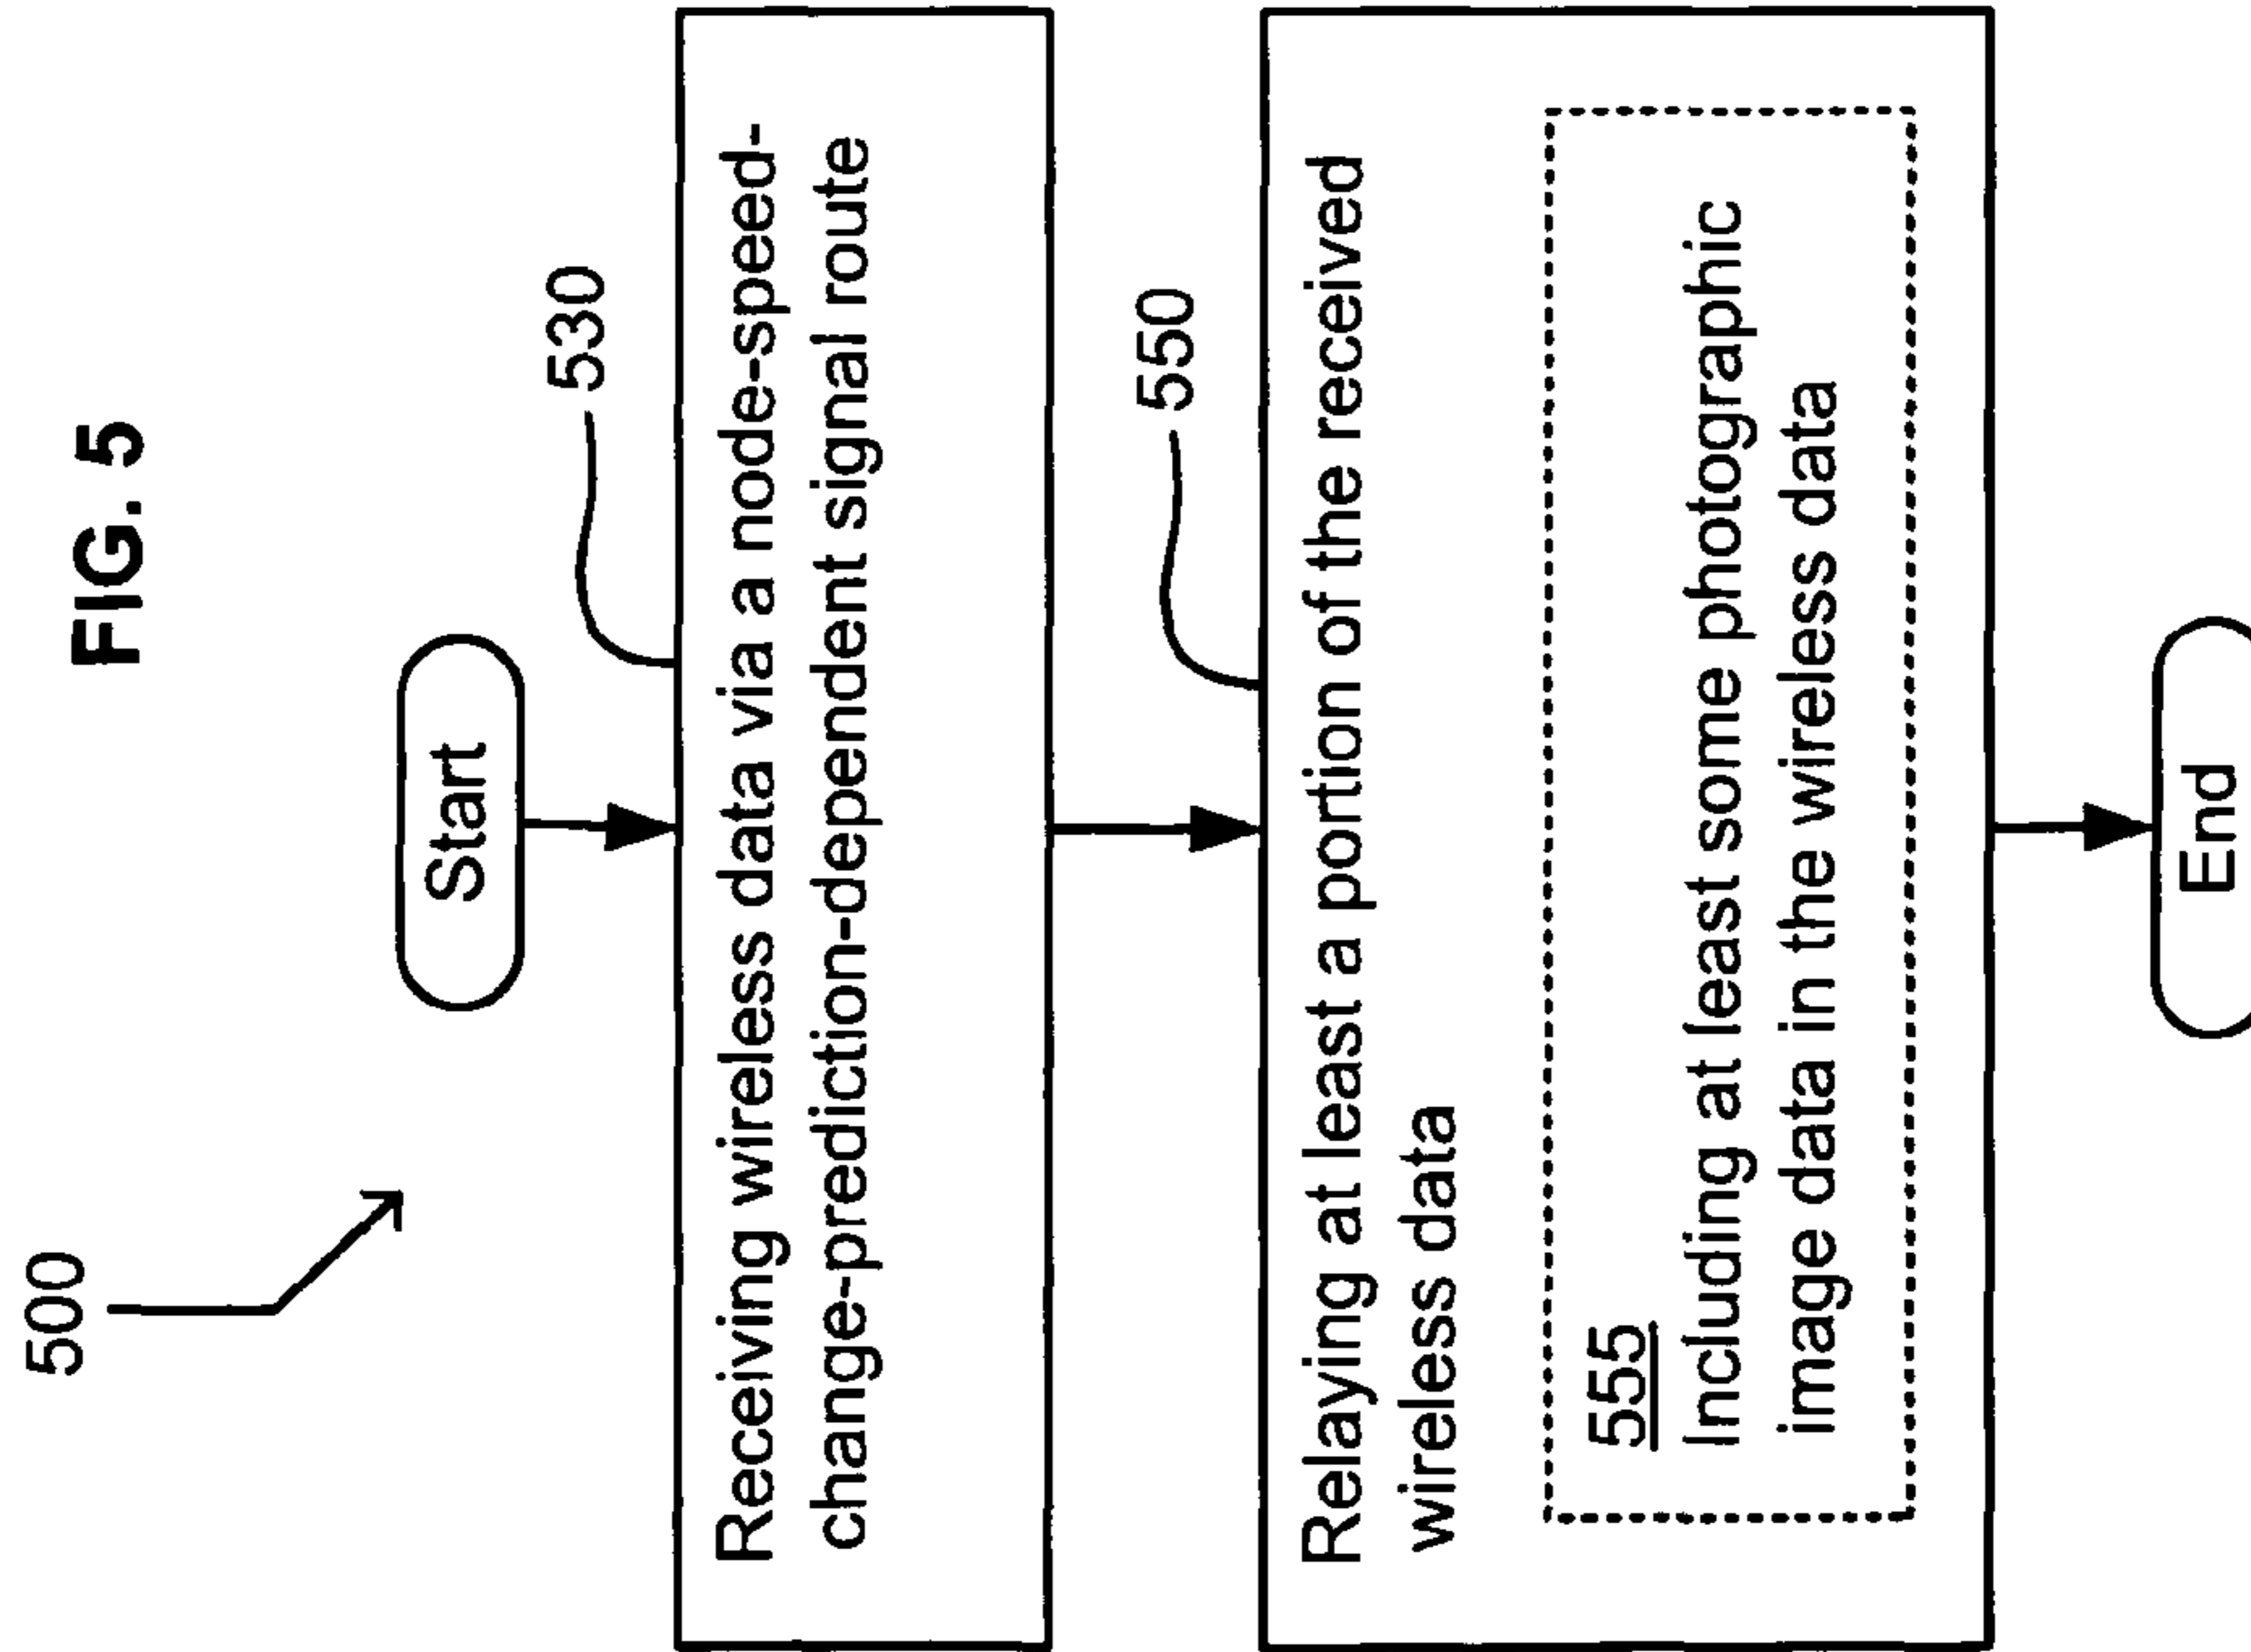 FIG. 5
500
Start
530
Receiving wireless data via a node-speed-
change-prediction-dependent signal route
550
Relaying at least a portion of the received
wireless data
555
Including at least some photographic
image data in the wireless data
End